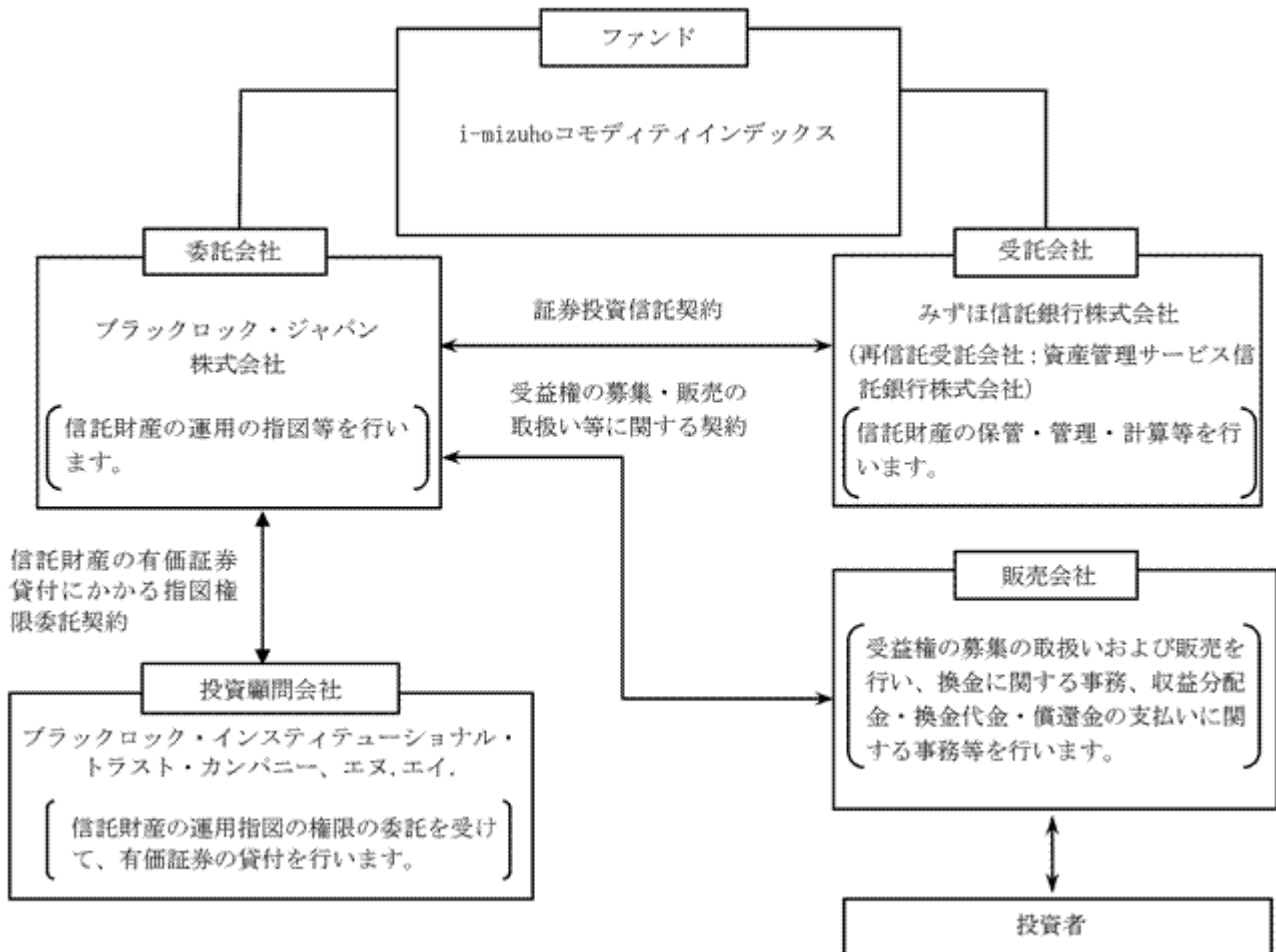 ファンド
i-mizuhoコモディティインデックス
委託会社
ブラックロック・ジャパン
株式会社
信託財産の運用の指図等を行い
ます。
証券投資信託契約
受益権の募集・販売の
取扱い等に関する契約
受託会社
みずほ信託銀行株式会社
(再信託受託会社:資産管理サービス信
託銀行株式会社)
信託財産の保管・管理・計算等を行
います。
信託財産の有価証券
貸付にかかる指図権
限委託契約
投資顧問会社
ブラックロック・インスティテューショナル・
トラスト・カンパニー、エヌ.エイ.
信託財産の運用指図の権限の委託を受け
て、有価証券の貸付を行います。
販売会社
受益権の募集の取扱いおよび販売を
行い、換金に関する事務、収益分配
金・換金代金・償還金の支払いに関
する事務等を行います。
投資者